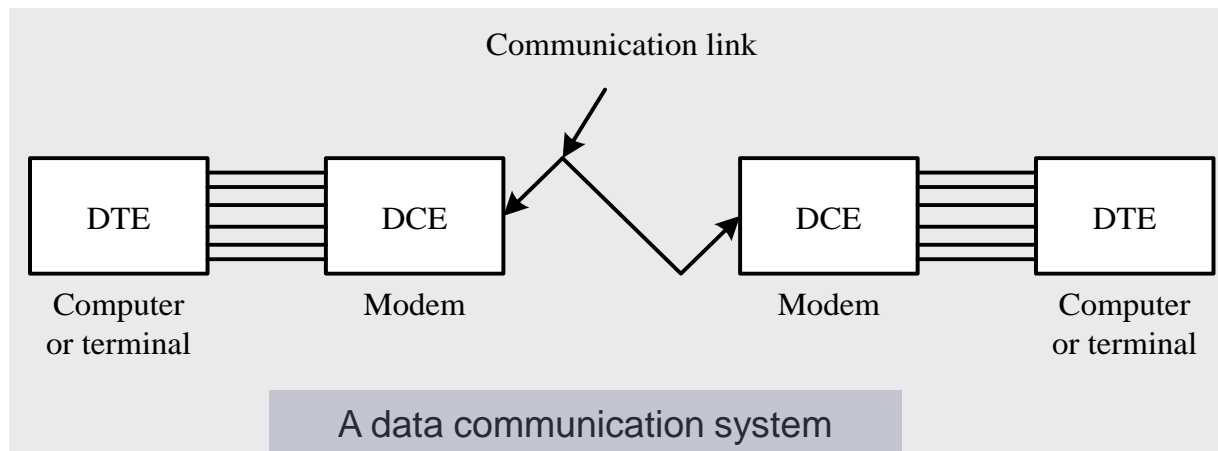 Communication link
DTE
DCE
DCE
DTE
Computer
or terminal
Modem
Modem
Computer
or terminal
A data communication system